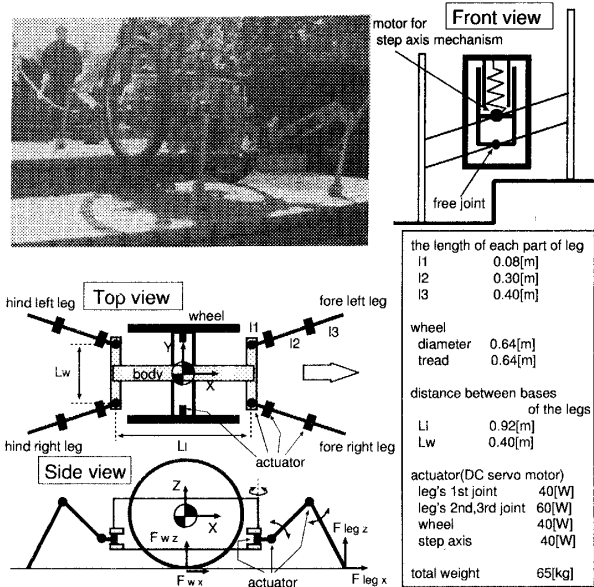 Front view
motor for
step axis mechanism
free joint
Top view
hind left leg
wheel
fore left leg
l1
l2
l3
Y
Lw
body
X
hind right leg
Ll
actuator
fore right leg
Side view
Z
X
F wz
F leg z
F wx
actuator
F leg x
the length of each part of leg
l1 0.08[m]
l2 0.30[m]
l3 0.40[m]
wheel
diameter 0.64[m]
tread 0.64[m]
distance between bases
of the legs
Ll 0.92[m]
Lw 0.40[m]
actuator(DC servo motor)
leg's 1st joint 40[W]
leg's 2nd,3rd joint 60[W]
wheel 40[W]
step axis 40[W]
total weight 65[kg]